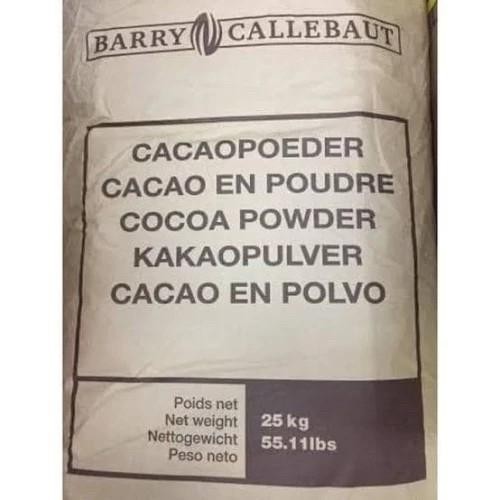 BARRY CALLEBAUT
CACAOPOEDER
CACAO EN POUDRE
COCOA POWDER
KAKAOPULVER
CACAO EN POLVO
Poids net
Net weight 25 kg
Nettogewicht 55.11lbs
Peso neto